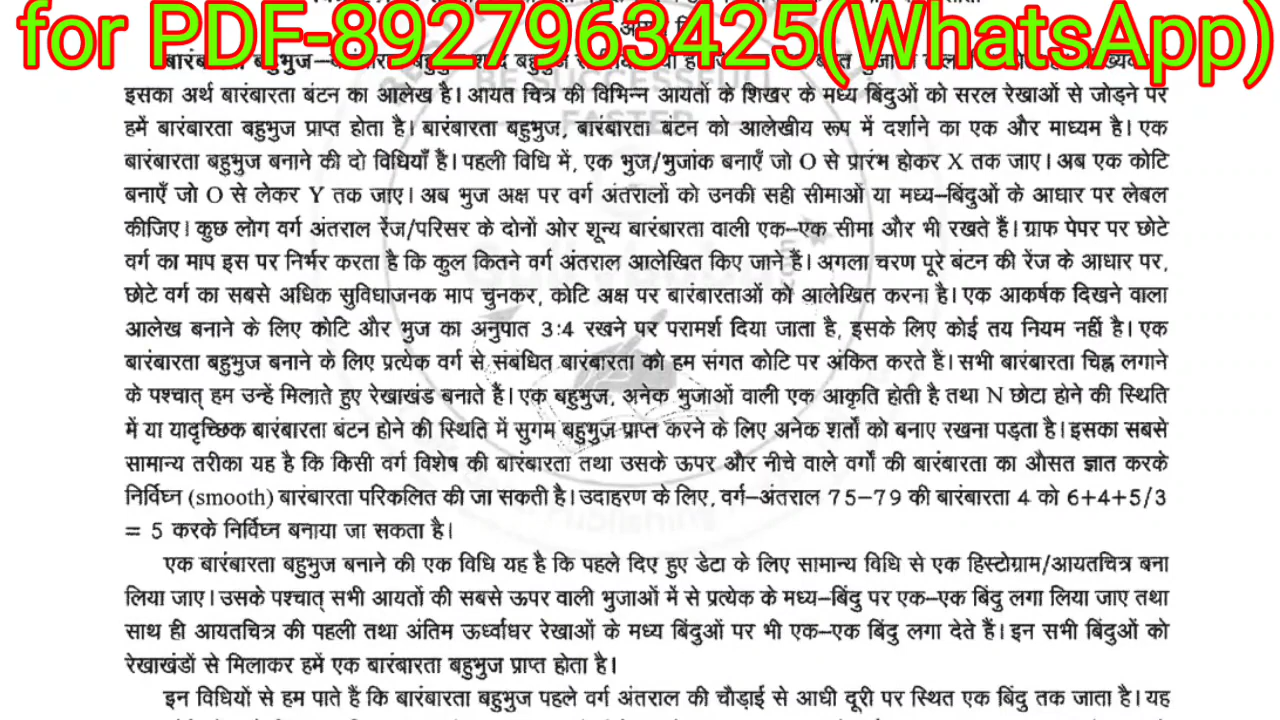 for PDF-8927963425(WhatsApp)
BE SUCCESSFUL
बारंबारता बहुभुज–
इसका अर्थ बारंबारता बंटन का आलेख है। आयत चित्र की विभिन्न आयतों के शिखर के मध्य बिंदुओं को सरल रेखाओं से जोड़ने पर
FASTER
हमें बारंबारता बहुभुज प्राप्त होता है। बारंबारता बहुभुज, बारंबारता बंटन को आलेखीय रूप में दर्शाने का एक और माध्यम है। एक
बारंबारता बहुभुज बनाने की दो विधियाँ हैं। पहली विधि में, एक भुज/भुजांक बनाएँ जो O से प्रारंभ होकर X तक जाए। अब एक कोटि
बनाएँ जो O से लेकर Y तक जाए। अब भुज अक्ष पर वर्ग अंतरालों को उनकी सही सीमाओं या मध्य–बिंदुओं के आधार पर लेबल
कीजिए। कुछ लोग वर्ग अंतराल रेंज/परिसर के दोनों ओर शून्य बारंबारता वाली एक–एक सीमा और भी रखते हैं। ग्राफ पेपर पर छोटे
वर्ग का माप इस पर निर्भर करता है कि कुल कितने वर्ग अंतराल आलेखित किए जाने हैं। अगला चरण पूरे बंटन की रेंज के आधार पर,
छोटे वर्ग का सबसे अधिक सुविधाजनक माप चुनकर, कोटि अक्ष पर बारंबारताओं को आलेखित करना है। एक आकर्षक दिखने वाला
आलेख बनाने के लिए कोटि और भुज का अनुपात 3:4 रखने पर परामर्श दिया जाता है, इसके लिए कोई तय नियम नहीं है। एक
बारंबारता बहुभुज बनाने के लिए प्रत्येक वर्ग से संबंधित बारंबारता को हम संगत कोटि पर अंकित करते हैं। सभी बारंबारता चिह्न लगाने
के पश्चात् हम उन्हें मिलाते हुए रेखाखंड बनाते हैं। एक बहुभुज, अनेक भुजाओं वाली एक आकृति होती है तथा N छोटा होने की स्थिति
में या यादृच्छिक बारंबारता बंटन होने की स्थिति में सुगम बहुभुज प्राप्त करने के लिए अनेक शर्तों को बनाए रखना पड़ता है। इसका सबसे
सामान्य तरीका यह है कि किसी वर्ग विशेष की बारंबारता तथा उसके ऊपर और नीचे वाले वर्गों की बारंबारता का औसत ज्ञात करके
निर्विघ्न (smooth) बारंबारता परिकलित की जा सकती है। उदाहरण के लिए, वर्ग–अंतराल 75–79 की बारंबारता 4 को 6+4+5/3
= 5 करके निर्विघ्न बनाया जा सकता है।
एक बारंबारता बहुभुज बनाने की एक विधि यह है कि पहले दिए हुए डेटा के लिए सामान्य विधि से एक हिस्टोग्राम/आयतचित्र बना
लिया जाए। उसके पश्चात् सभी आयतों की सबसे ऊपर वाली भुजाओं में से प्रत्येक के मध्य–बिंदु पर एक–एक बिंदु लगा लिया जाए तथा
साथ ही आयतचित्र की पहली तथा अंतिम ऊर्ध्वाधर रेखाओं के मध्य बिंदुओं पर भी एक–एक बिंदु लगा देते हैं। इन सभी बिंदुओं को
रेखाखंडों से मिलाकर हमें एक बारंबारता बहुभुज प्राप्त होता है।
इन विधियों से हम पाते हैं कि बारंबारता बहुभुज पहले वर्ग अंतराल की चौड़ाई से आधी दूरी पर स्थित एक बिंदु तक जाता है। यह